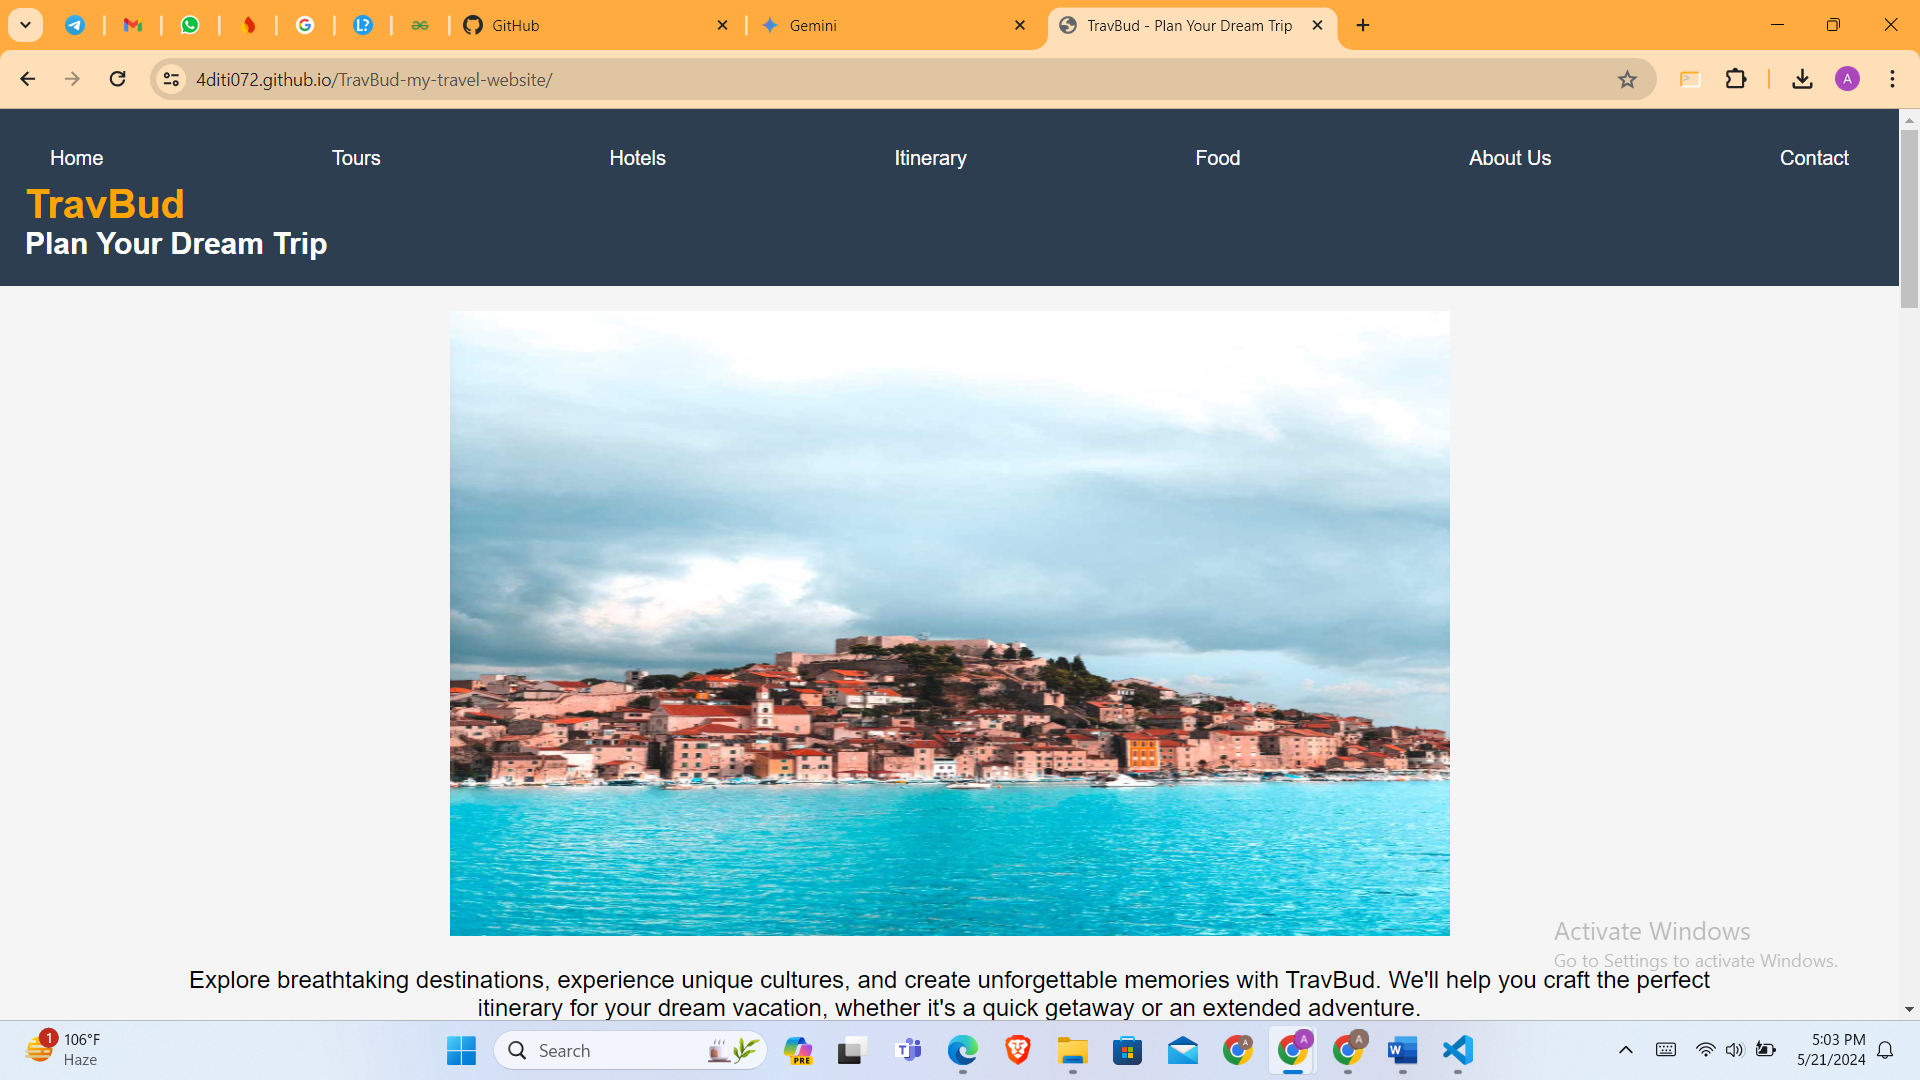 GitHub
Gemini
TravBud - Plan Your Dream Trip
4diti072.github.io/TravBud-my-travel-website/
A
Home
Tours
Hotels
Itinerary
Food
About Us
Contact
TravBud
Plan Your Dream Trip
Activate Windows
Go to Settings to activate Windows.
Explore breathtaking destinations, experience unique cultures, and create unforgettable memories with TravBud. We'll help you craft the perfect
itinerary for your dream vacation, whether it's a quick getaway or an extended adventure.
1
106°F
Haze
Search
PRE
A
A
A
5:03 PM
5/21/2024